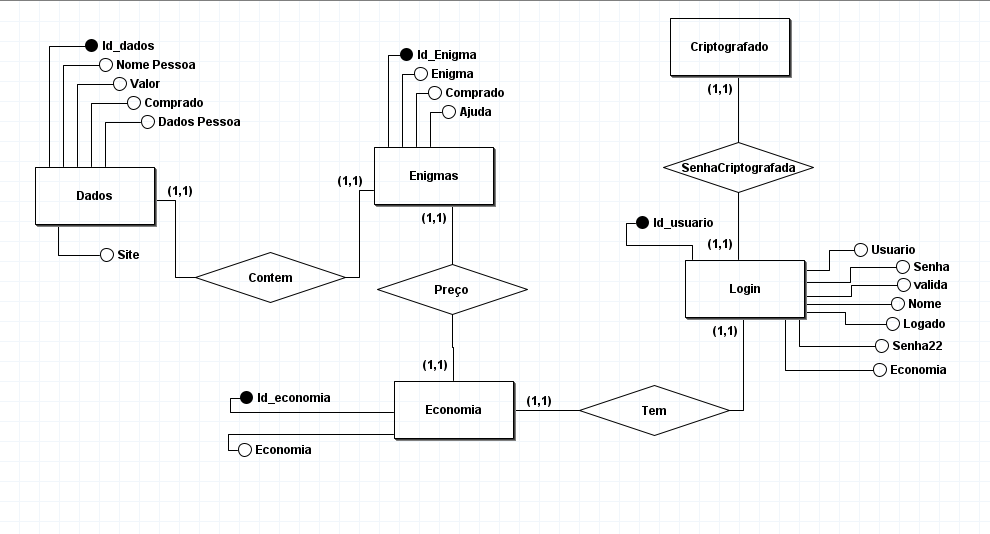 Id_dados
Nome Pessoa
Valor
Comprado
Dados Pessoa
Dados
(1,1)
Site
Contem
Id_Enigma
Enigma
Comprado
Ajuda
(1,1)
Enigmas
(1,1)
Preço
(1,1)
Id_economia
Economia
(1,1)
Economia
Tem
Criptografado
(1,1)
SenhaCriptografada
Id_usuario
(1,1)
Login
(1,1)
Usuario
Senha
valida
Nome
Logado
Senha22
Economia